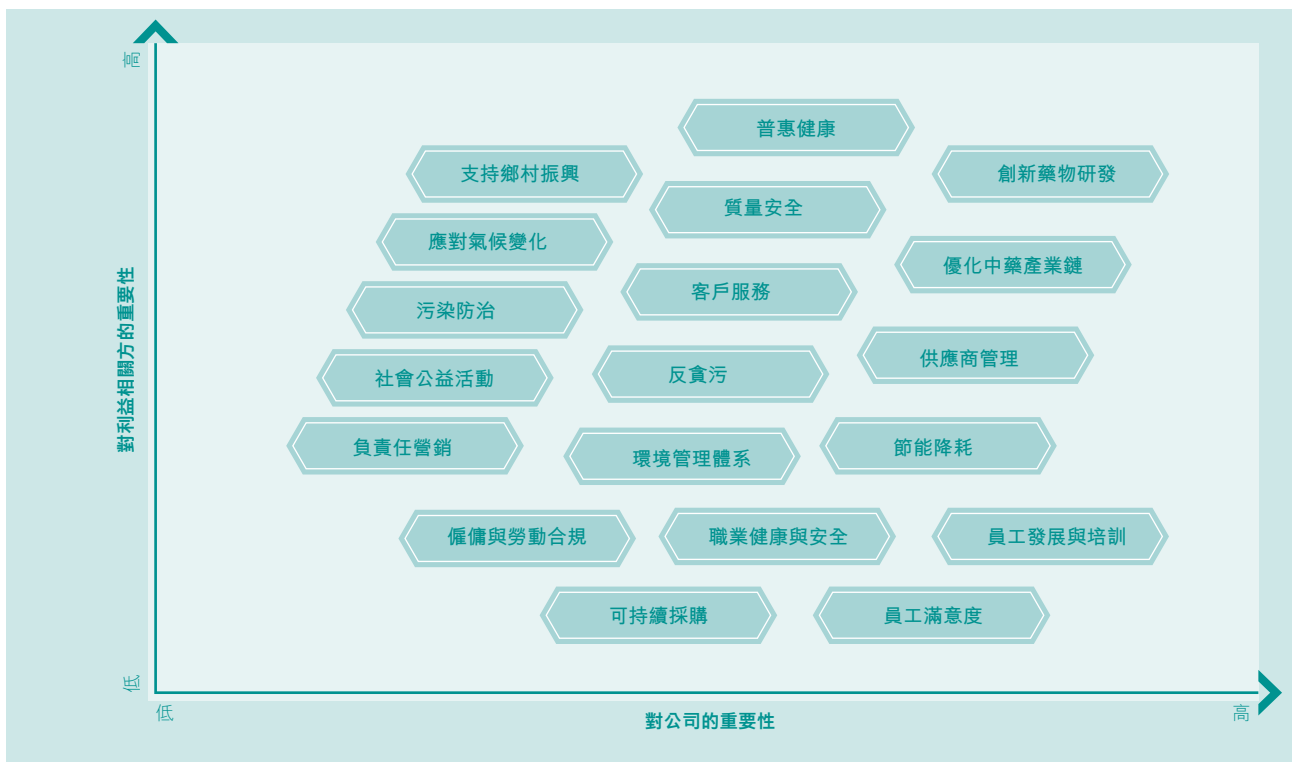 高
普惠健康
支持鄉村振興
創新藥物研發
質量安全
應對氣候變化
優化中藥產業鏈
客戶服務
污染防治
供應商管理
反貪污
社會公益活動
負責任營銷
節能降耗
環境管理體系
僱傭與勞動合規
職業健康與安全
員工發展與培訓
可持續採購
員工滿意度
對利益相關方的重要性
低
低
對公司的重要性
高